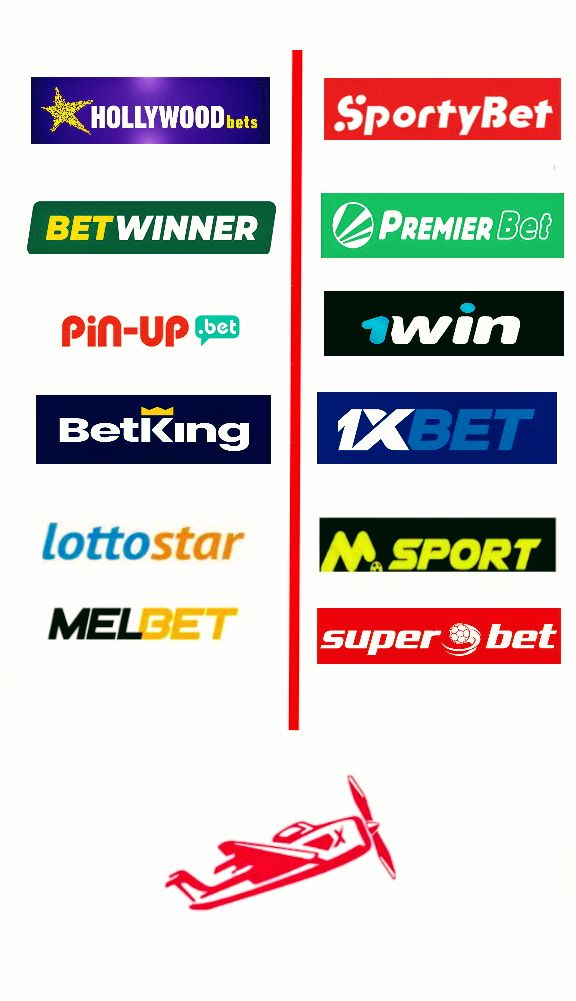 HOLLYWOODbets
BETWINNER
PiN-UP .bet
BetKing
lottostar
MELBET
SportyBet
PREMIER Bet
1win
1XBET
M.SPORT
superbet
X